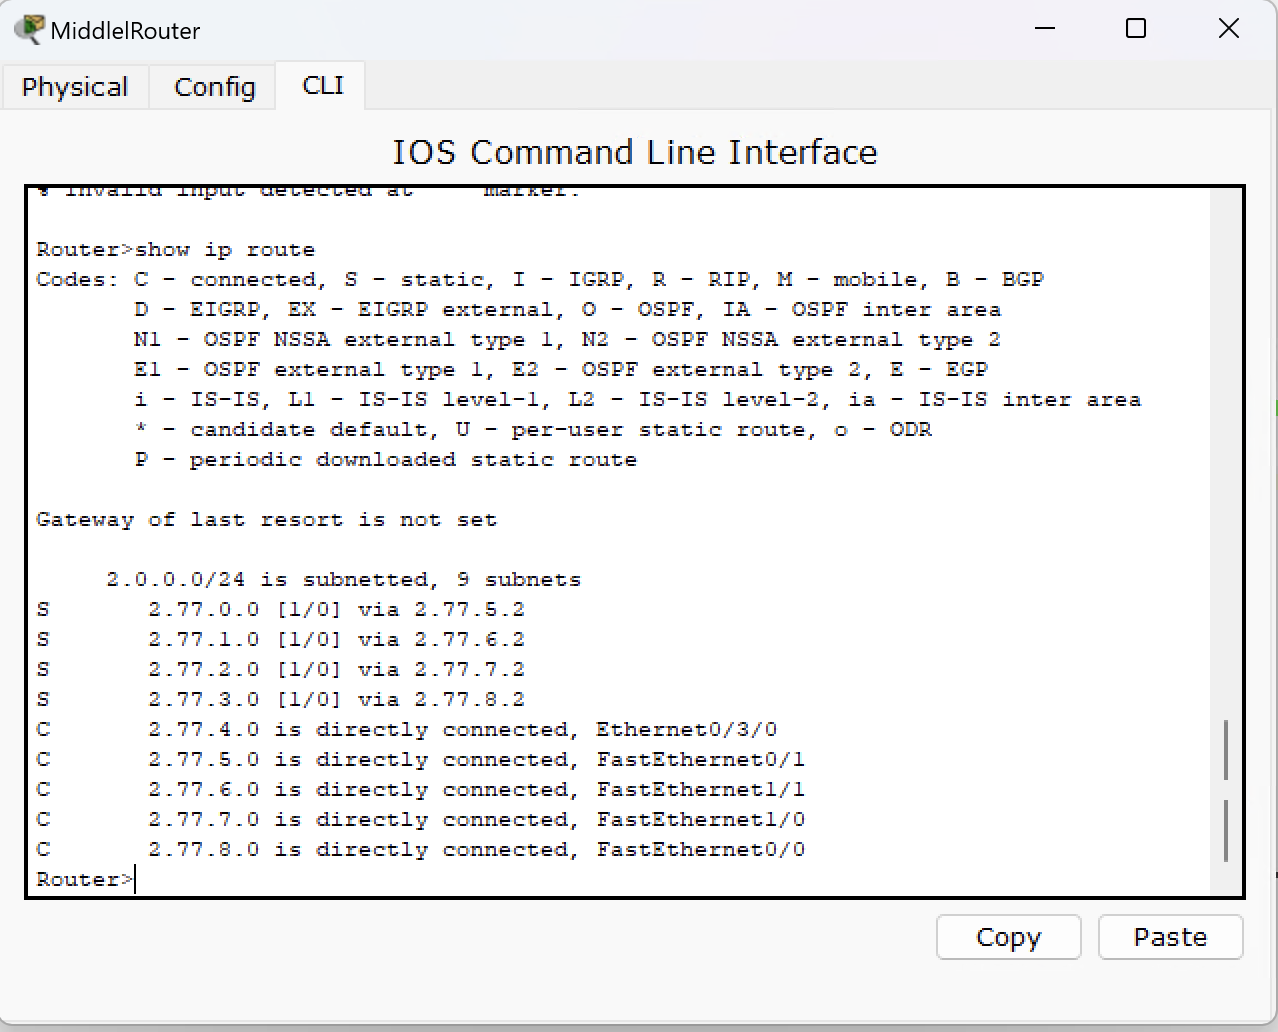 MiddlelRouter
Physical
Config
CLI
IOS Command Line Interface
% Invalid input detected at     marker.
Router>show ip route
Codes: C - connected, S - static, I - IGRP, R - RIP, M - mobile, B - BGP
       D - EIGRP, EX - EIGRP external, O - OSPF, IA - OSPF inter area
       N1 - OSPF NSSA external type 1, N2 - OSPF NSSA external type 2
       E1 - OSPF external type 1, E2 - OSPF external type 2, E - EGP
       i - IS-IS, L1 - IS-IS level-1, L2 - IS-IS level-2, ia - IS-IS inter area
       * - candidate default, U - per-user static route, o - ODR
       P - periodic downloaded static route
Gateway of last resort is not set
     2.0.0.0/24 is subnetted, 9 subnets
S       2.77.0.0 [1/0] via 2.77.5.2
S       2.77.1.0 [1/0] via 2.77.6.2
S       2.77.2.0 [1/0] via 2.77.7.2
S       2.77.3.0 [1/0] via 2.77.8.2
C       2.77.4.0 is directly connected, Ethernet0/3/0
C       2.77.5.0 is directly connected, FastEthernet0/1
C       2.77.6.0 is directly connected, FastEthernet1/1
C       2.77.7.0 is directly connected, FastEthernet1/0
C       2.77.8.0 is directly connected, FastEthernet0/0
Router>
Copy
Paste